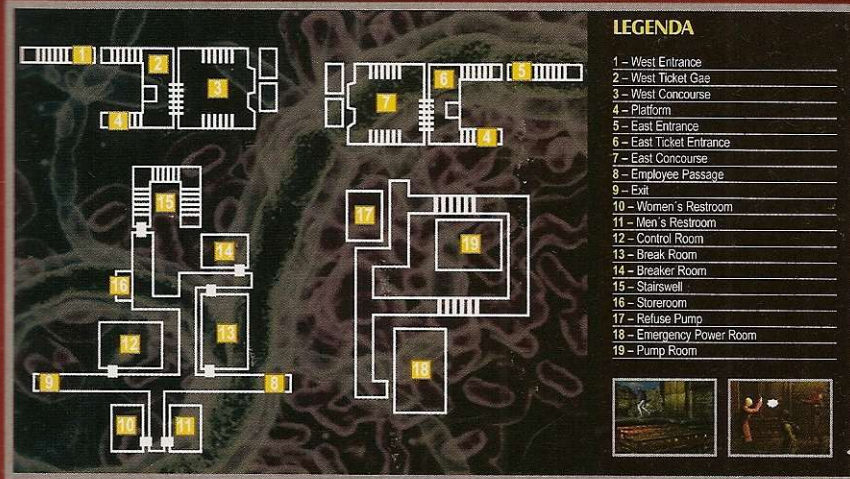 LEGENDA
1 – West Entrance
2 – West Ticket Gae
3 – West Concourse
4 – Platform
5 – East Entrance
6 – East Ticket Entrance
7 – East Concourse
8 – Employee Passage
9 – Exit
10 – Women´s Restroom
11 – Men´s Restroom
12 – Control Room
13 – Break Room
14 – Breaker Room
15 – Stairswell
16 – Storeroom
17 – Refuse Pump
18 – Emergency Power Room
19 – Pump Room
1
2
3
4
5
6
7
4
15
14
16
12
13
9
8
10
11
17
19
18